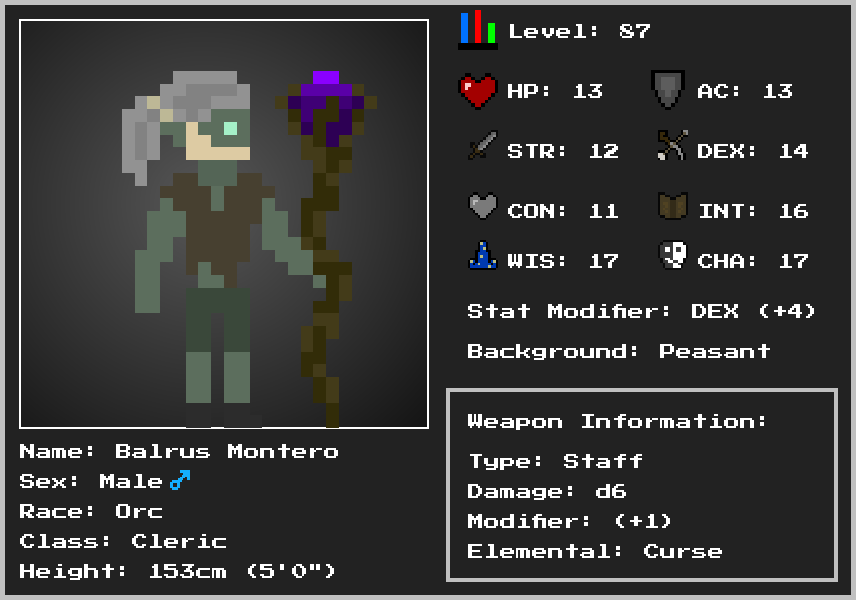 Level: 87
HP: 13
AC: 13
STR: 12
DEX: 14
CON: 11
INT: 16
WIS: 17
CHA: 17
Stat Modifier: DEX (+4)
Background: Peasant
Name: Balrus Montero
Sex: Male ♂
Race: Orc
Class: Cleric
Height: 153cm (5'0")
Weapon Information:
Type: Staff
Damage: d6
Modifier: (+1)
Elemental: Curse